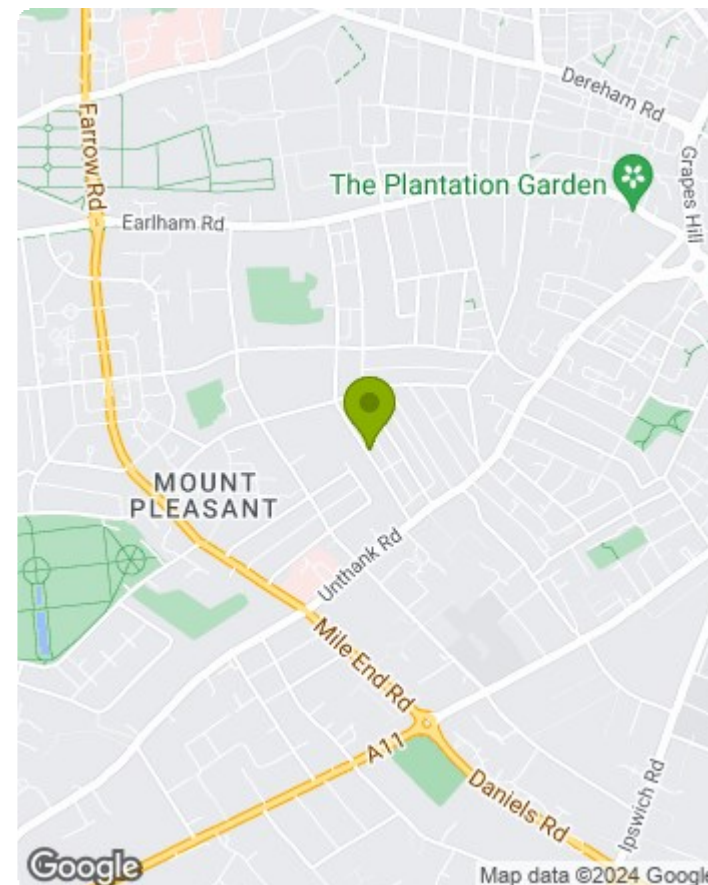 Dereham Rd
Grapes Hill
The Plantation Garden
Farrow Rd
Earlham Rd
MOUNT
PLEASANT
Unthank Rd
Mile End Rd
A11
Daniels Rd
Ipswich Rd
Google
Map data ©2024 Google